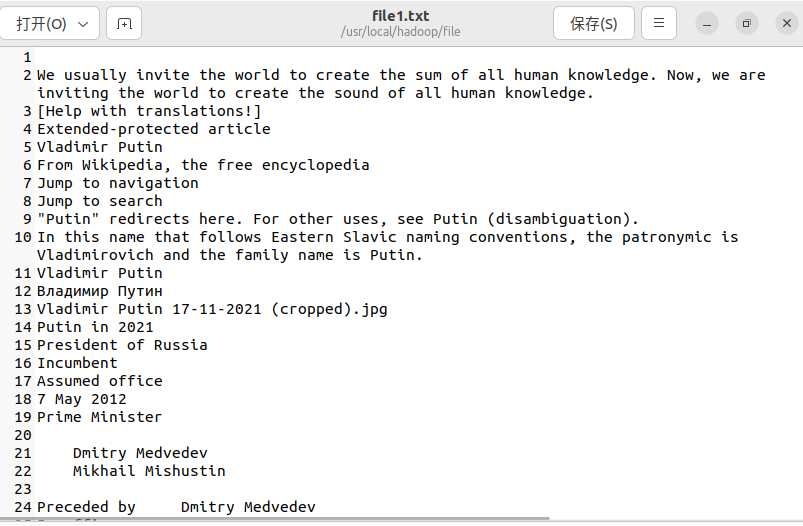 打开(O)
file1.txt
/usr/local/hadoop/file
保存(S)
1
2 We usually invite the world to create the sum of all human knowledge. Now, we are
inviting the world to create the sound of all human knowledge.
3 [Help with translations!]
4 Extended-protected article
5 Vladimir Putin
6 From Wikipedia, the free encyclopedia
7 Jump to navigation
8 Jump to search
9 "Putin" redirects here. For other uses, see Putin (disambiguation).
10 In this name that follows Eastern Slavic naming conventions, the patronymic is
Vladimirovich and the family name is Putin.
11 Vladimir Putin
12 Владимир Путин
13 Vladimir Putin 17-11-2021 (cropped).jpg
14 Putin in 2021
15 President of Russia
16 Incumbent
17 Assumed office
18 7 May 2012
19 Prime Minister
20
21 Dmitry Medvedev
22 Mikhail Mishustin
23
24 Preceded by Dmitry Medvedev